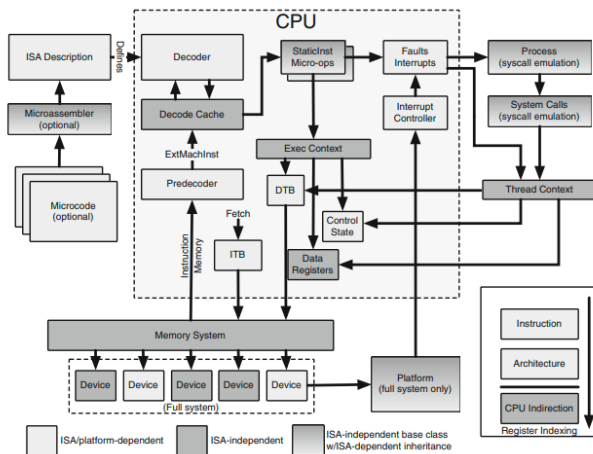 CPU
ISA Description
Defines
Decoder
StaticInst
Micro-ops
Faults
Interrupts
Process
(syscall emulation)
Microassembler
(optional)
Decode Cache
Interrupt
Controller
System Calls
(syscall emulation)
ExtMachInst
Exec Context
Microcode
(optional)
Predecoder
DTB
Thread Context
Fetch
Control
State
Instruction
Memory
ITB
Data
Registers
Memory System
Instruction
Architecture
CPU Indirection
Register Indexing
Device
Device
Device
Device
Device
(Full system)
Platform
(full system only)
ISA/platform-dependent
ISA-independent
ISA-independent base class
w/ISA-dependent inheritance